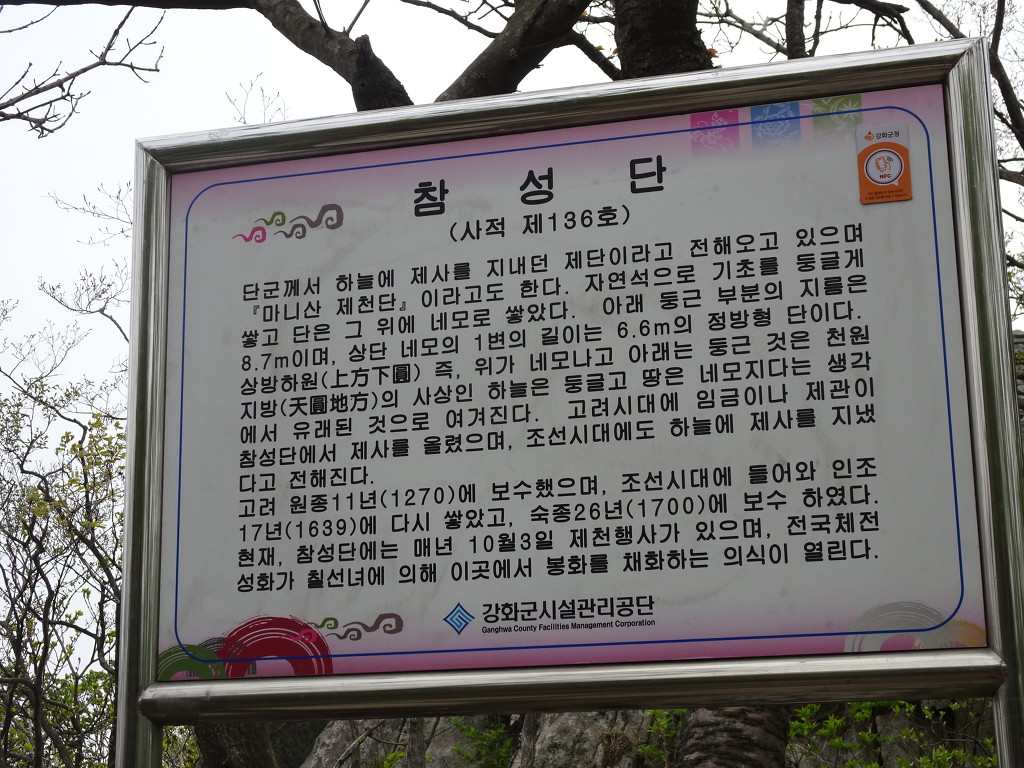 강화군청
NFC
참성단
(사적 제136호)
단군께서 하늘에 제사를 지내던 제단이라고 전해오고 있으며
『마니산 제천단』이라고도 한다. 자연석으로 기초를 둥글게
쌓고 단은 그 위에 네모로 쌓았다. 아래 둥근 부분의 지름은
8.7m이며, 상단 네모의 1변의 길이는 6.6m의 정방형 단이다.
상방하원(上方下圓) 즉, 위가 네모나고 아래는 둥근 것은 천원
지방(天圓地方)의 사상인 하늘은 둥글고 땅은 네모지다는 생각
에서 유래된 것으로 여겨진다. 고려시대에 임금이나 제관이
참성단에서 제사를 올렸으며, 조선시대에도 하늘에 제사를 지냈
다고 전해진다.
고려 원종11년(1270)에 보수했으며, 조선시대에 들어와 인조
17년(1639)에 다시 쌓았고, 숙종26년(1700)에 보수 하였다.
현재, 참성단에는 매년 10월3일 제천행사가 있으며, 전국체전
성화가 칠선녀에 의해 이곳에서 봉화를 채화하는 의식이 열린다.
강화군시설관리공단
Ganghwa County Facilities Management Corporation